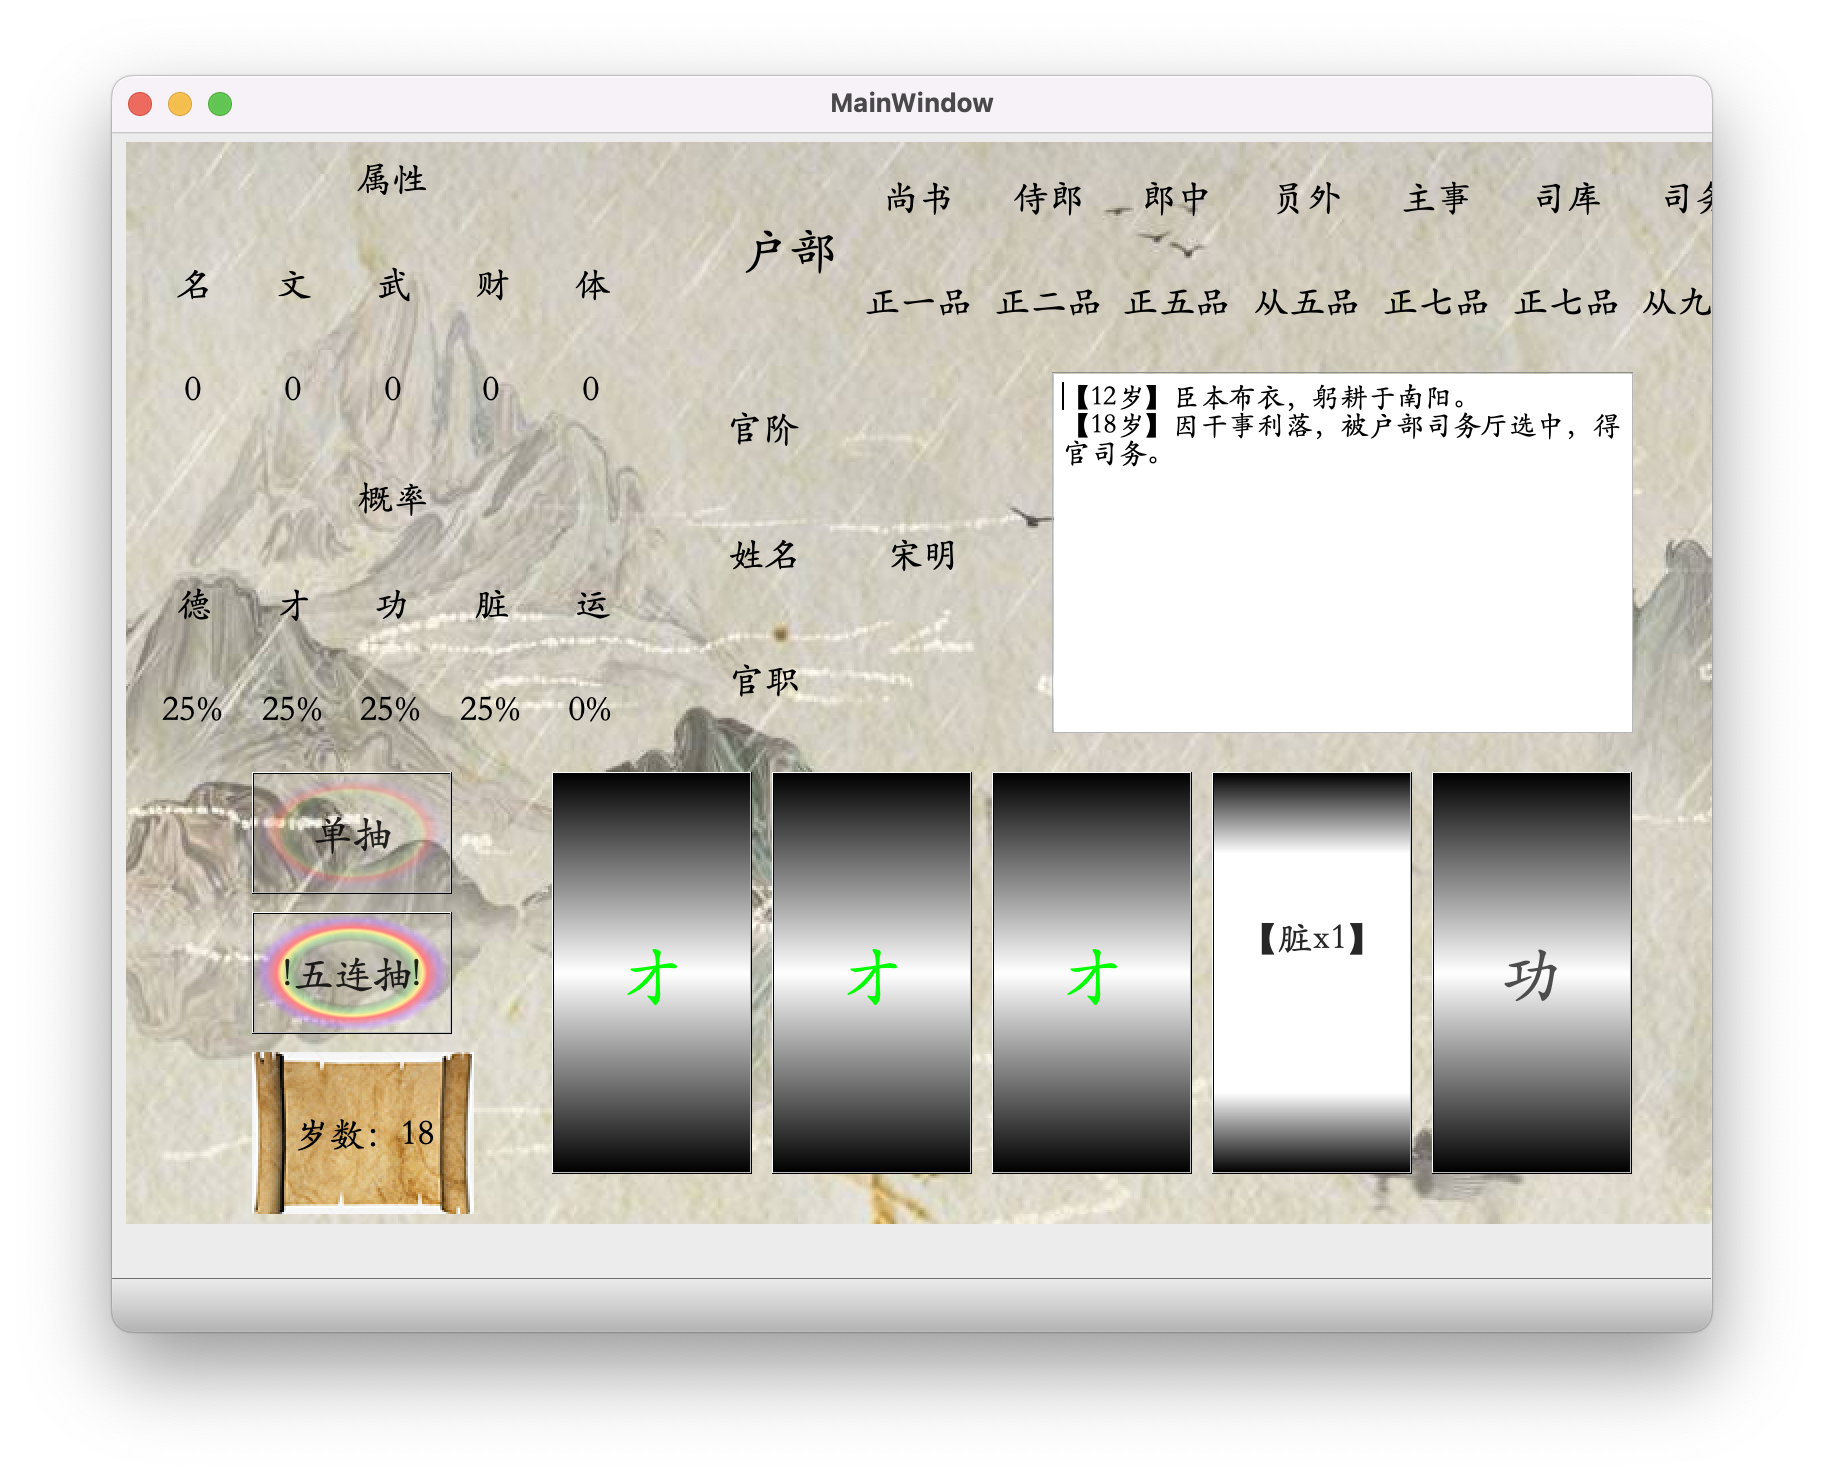 MainWindow
属性
名 文 武 财 体
0 0 0 0 0
概率
德 才 功 脏 运
25% 25% 25% 25% 0%
户部
尚书 侍郎 郎中 员外 主事 司库 司务
正一品 正二品 正五品 从五品 正七品 正七品 从九
官阶
姓名 宋明
官职
【12岁】臣本布衣，躬耕于南阳。
【18岁】因干事利落，被户部司务厅选中，得
官司务。
单抽
!五连抽!
岁数：18
才 才 才 【脏x1】 功